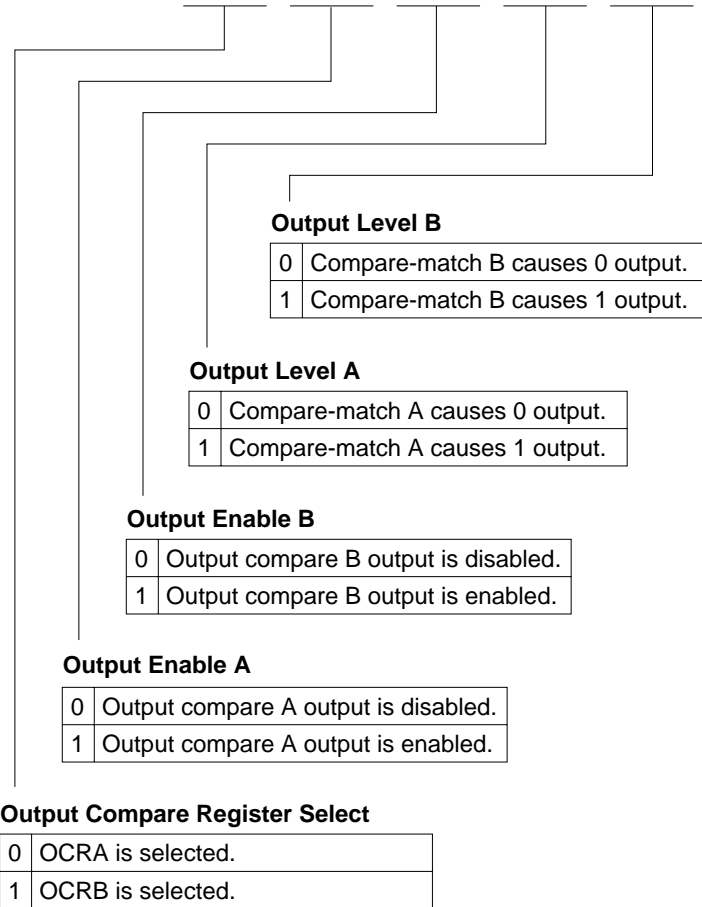 Output Level B
0 Compare-match B causes 0 output.
1 Compare-match B causes 1 output.
Output Level A
0 Compare-match A causes 0 output.
1 Compare-match A causes 1 output.
Output Enable B
0 Output compare B output is disabled.
1 Output compare B output is enabled.
Output Enable A
0 Output compare A output is disabled.
1 Output compare A output is enabled.
Output Compare Register Select
0 OCRA is selected.
1 OCRB is selected.